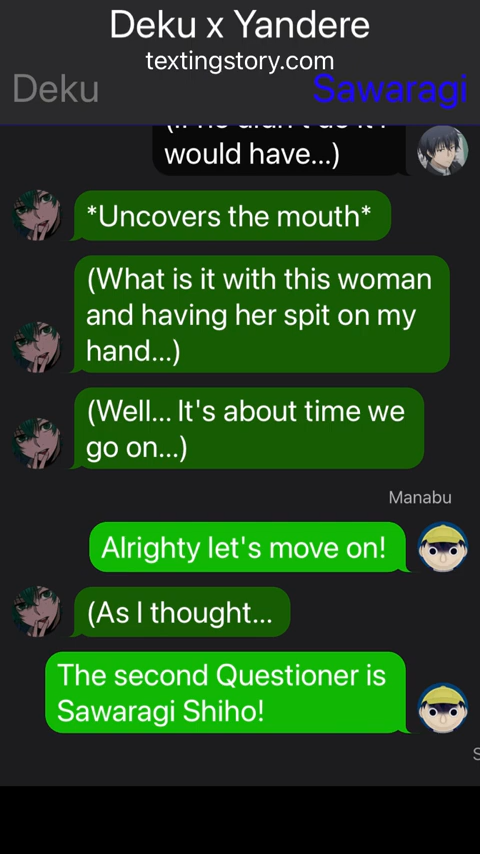 Deku x Yandere
textingstory.com
Deku
Sawaragi
would have...)
*Uncovers the mouth*
(What is it with this woman
and having her spit on my
hand...)
(Well... It's about time we
go on...)
Manabu
Alrighty let's move on!
(As I thought...
The second Questioner is
Sawaragi Shiho!